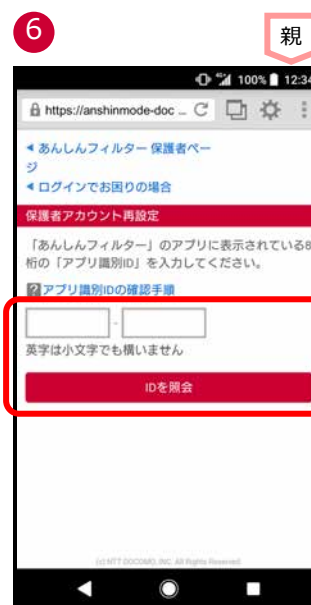 6
親
100% 12:34
https://anshinmode-doc ...
◀ あんしんフィルター 保護者ペー
ジ
◀ ログインでお困りの場合
保護者アカウント再設定
「あんしんフィルター」のアプリに表示されている8
桁の「アプリ識別ID」を入力してください。
?アプリ識別IDの確認手順
-
英字は小文字でも構いません
IDを照会
(c) NTT DOCOMO, INC. All Rights Reserved.